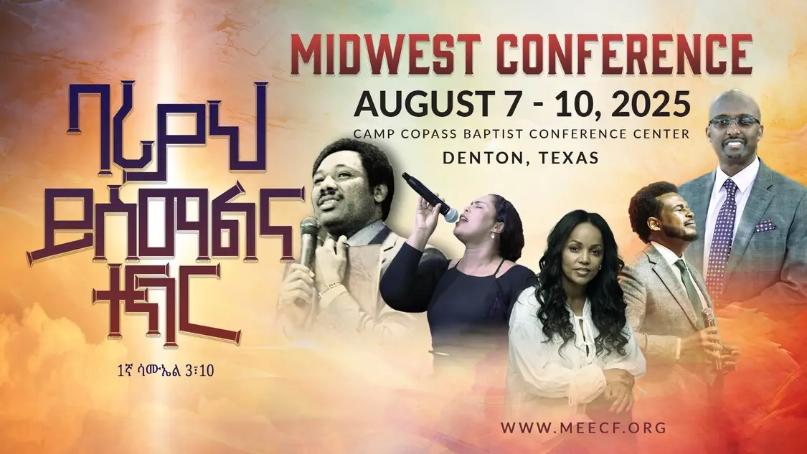 MIDWEST CONFERENCE
AUGUST 7 - 10, 2025
CAMP COPASS BAPTIST CONFERENCE CENTER
DENTON, TEXAS
ባሪያህ
ይሰማልና
ተናገር
1ኛ ሳሙኤል 3፥10
WWW.MEECF.ORG